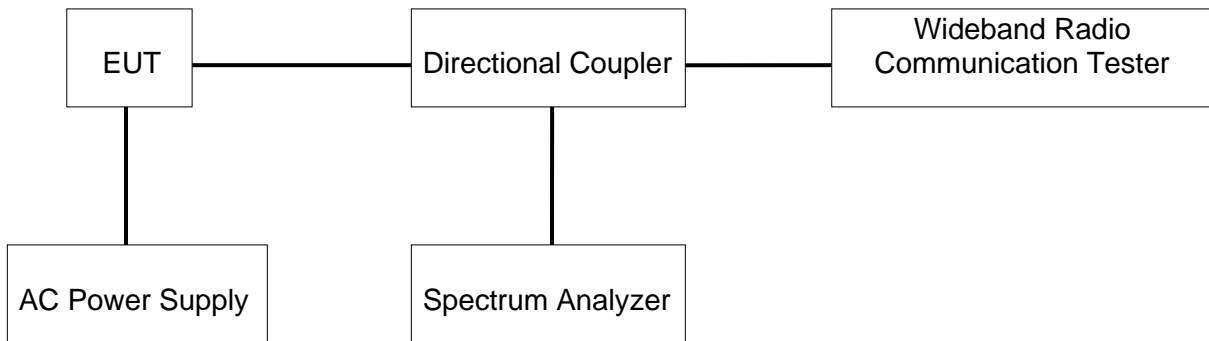 EUT
Directional Coupler
Wideband Radio
Communication Tester
AC Power Supply
Spectrum Analyzer